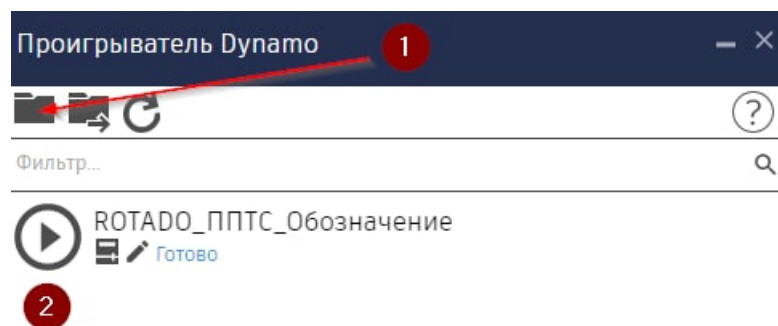 Проигрыватель Dynamo
1
?
Фильтр...
ROTADO_ППТС_Обозначение
Готово
2